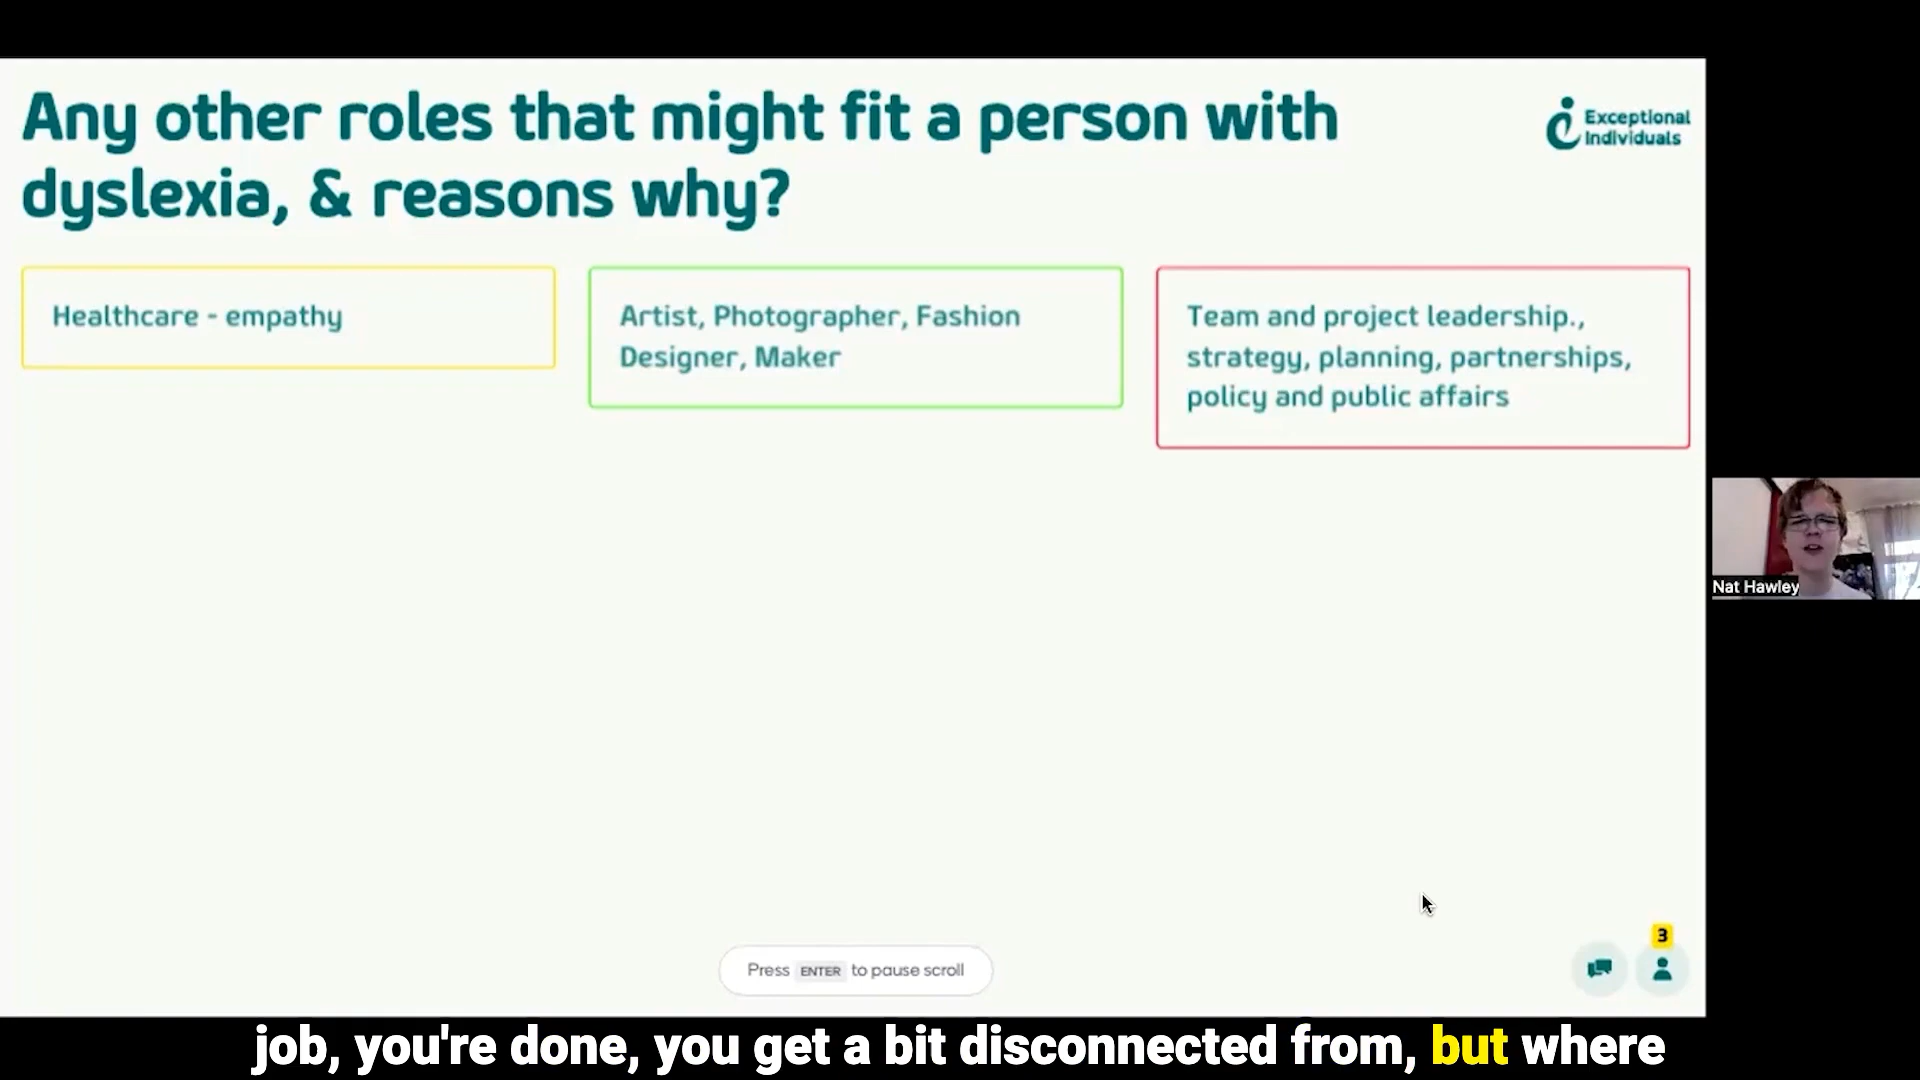 Any other roles that might fit a person with
dyslexia, & reasons why?
Exceptional
Individuals
Healthcare - empathy
Artist, Photographer, Fashion
Designer, Maker
Team and project leadership.,
strategy, planning, partnerships,
policy and public affairs
Nat Hawley
3
Press ENTER to pause scroll
job, you're done, you get a bit disconnected from, but where